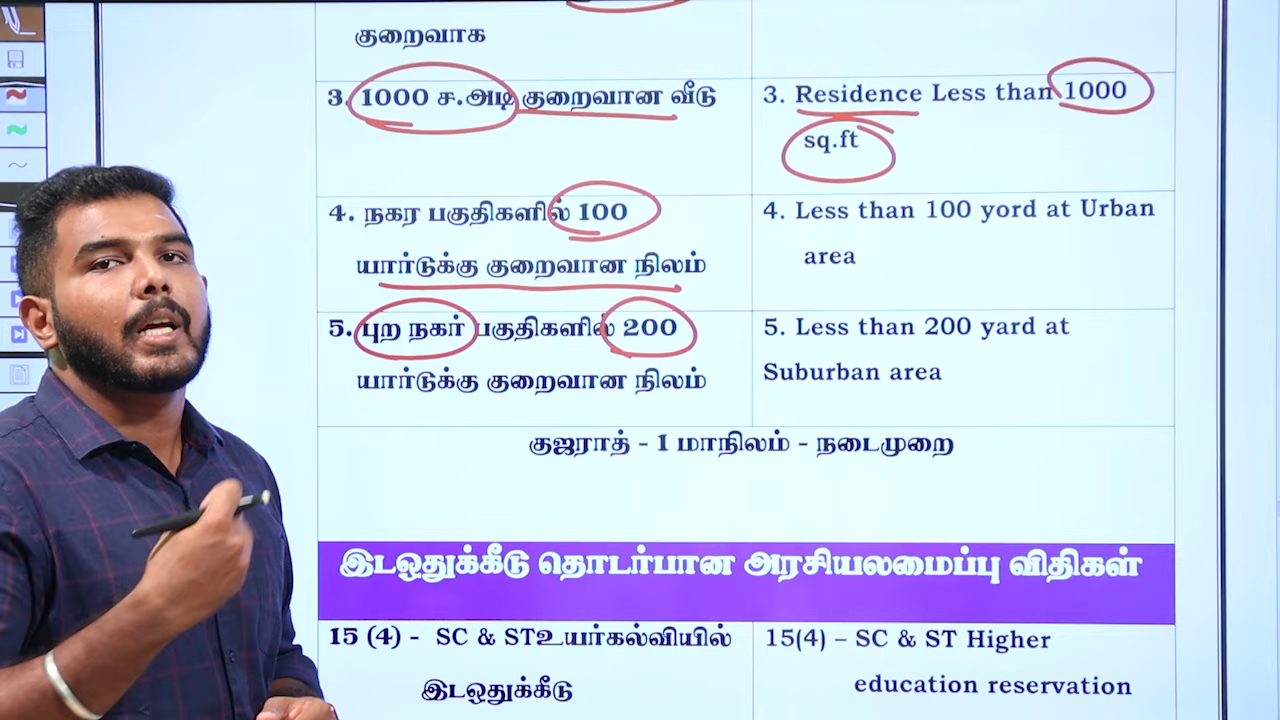 குறைவாக
3. 1000 ச.அடி குறைவான வீடு
3. Residence Less than 1000
sq.ft
4. நகர பகுதிகளில் 100
யார்டுக்கு குறைவான நிலம்
4. Less than 100 yord at Urban
area
5. புற நகர் பகுதிகளில் 200
யார்டுக்கு குறைவான நிலம்
5. Less than 200 yard at
Suburban area
குஜராத் - 1 மாநிலம் - நடைமுறை
இடஒதுக்கீடு தொடர்பான அரசியலமைப்பு விதிகள்
15 (4) - SC & STஉயர்கல்வியில்
இடஒதுக்கீடு
15(4) – SC & ST Higher
education reservation